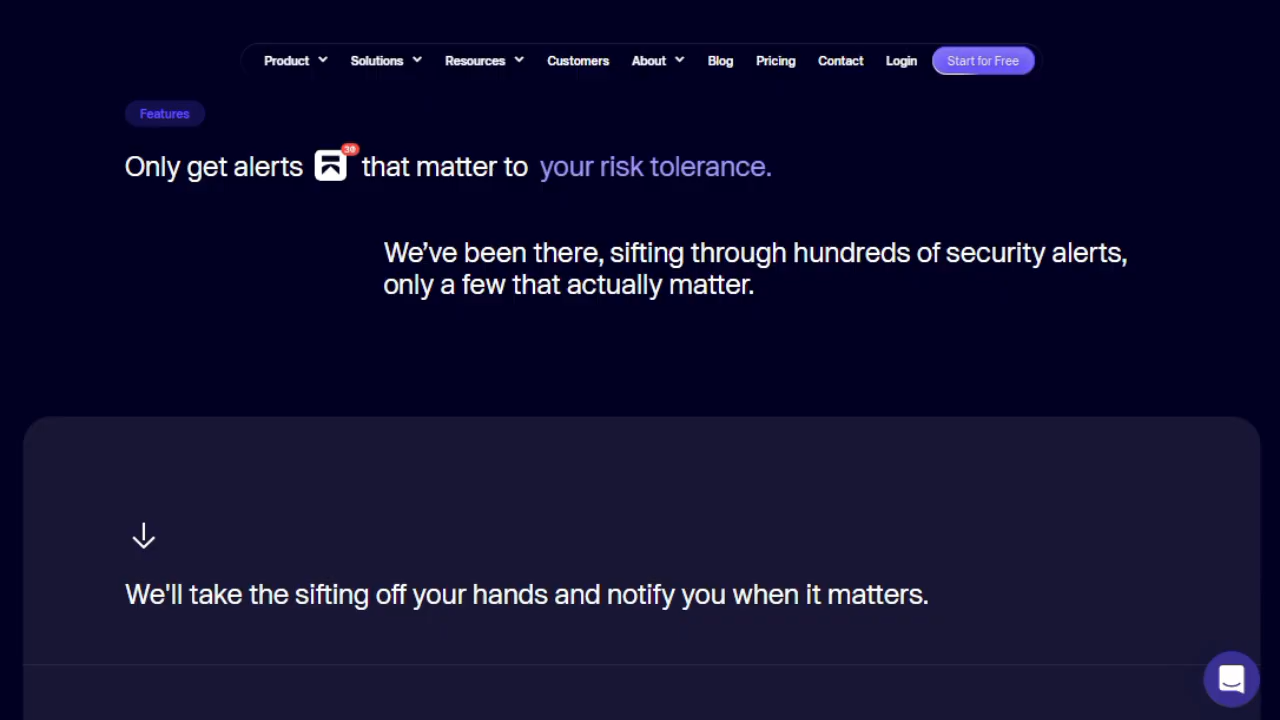 Product Solutions Resources Customers About Blog Pricing Contact Login Start for Free
Features
Only get alerts 30 that matter to your risk tolerance.
We’ve been there, sifting through hundreds of security alerts,
only a few that actually matter.
We'll take the sifting off your hands and notify you when it matters.